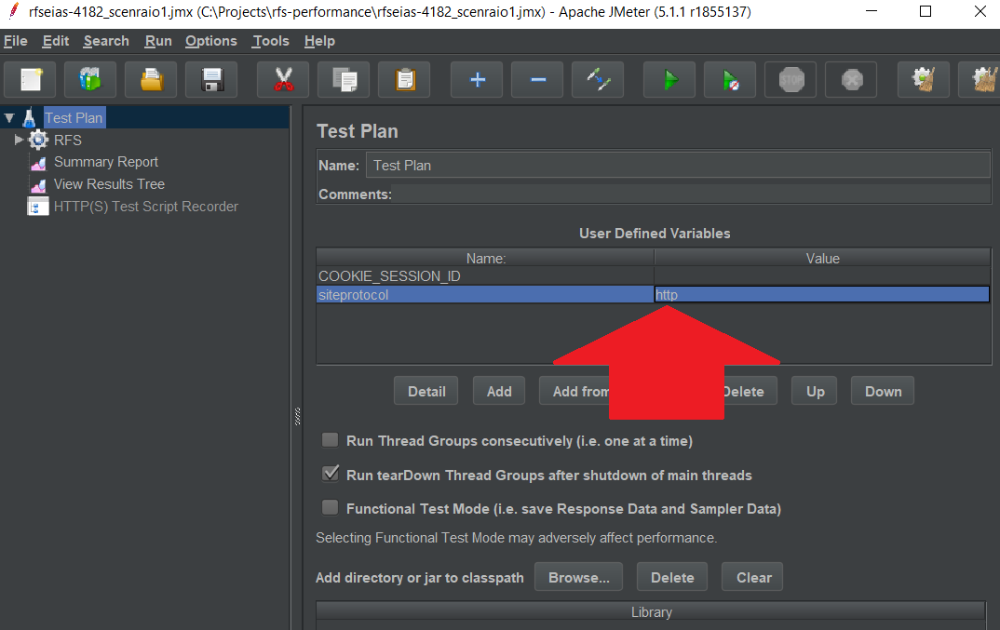 rfseias-4182_scenraio1.jmx (C:\Projects\rfs-performance\rfseias-4182_scenraio1.jmx) - Apache JMeter (5.1.1 r1855137)
File Edit Search Run Options Tools Help
STOP
Test Plan
RFS
Summary Report
View Results Tree
HTTP(S) Test Script Recorder
Test Plan
Name: Test Plan
Comments:
User Defined Variables
Name: Value
COOKIE_SESSION_ID
siteprotocol http
Detail Add Add from Delete Up Down
Run Thread Groups consecutively (i.e. one at a time)
Run tearDown Thread Groups after shutdown of main threads
Functional Test Mode (i.e. save Response Data and Sampler Data)
Selecting Functional Test Mode may adversely affect performance.
Add directory or jar to classpath Browse... Delete Clear
Library